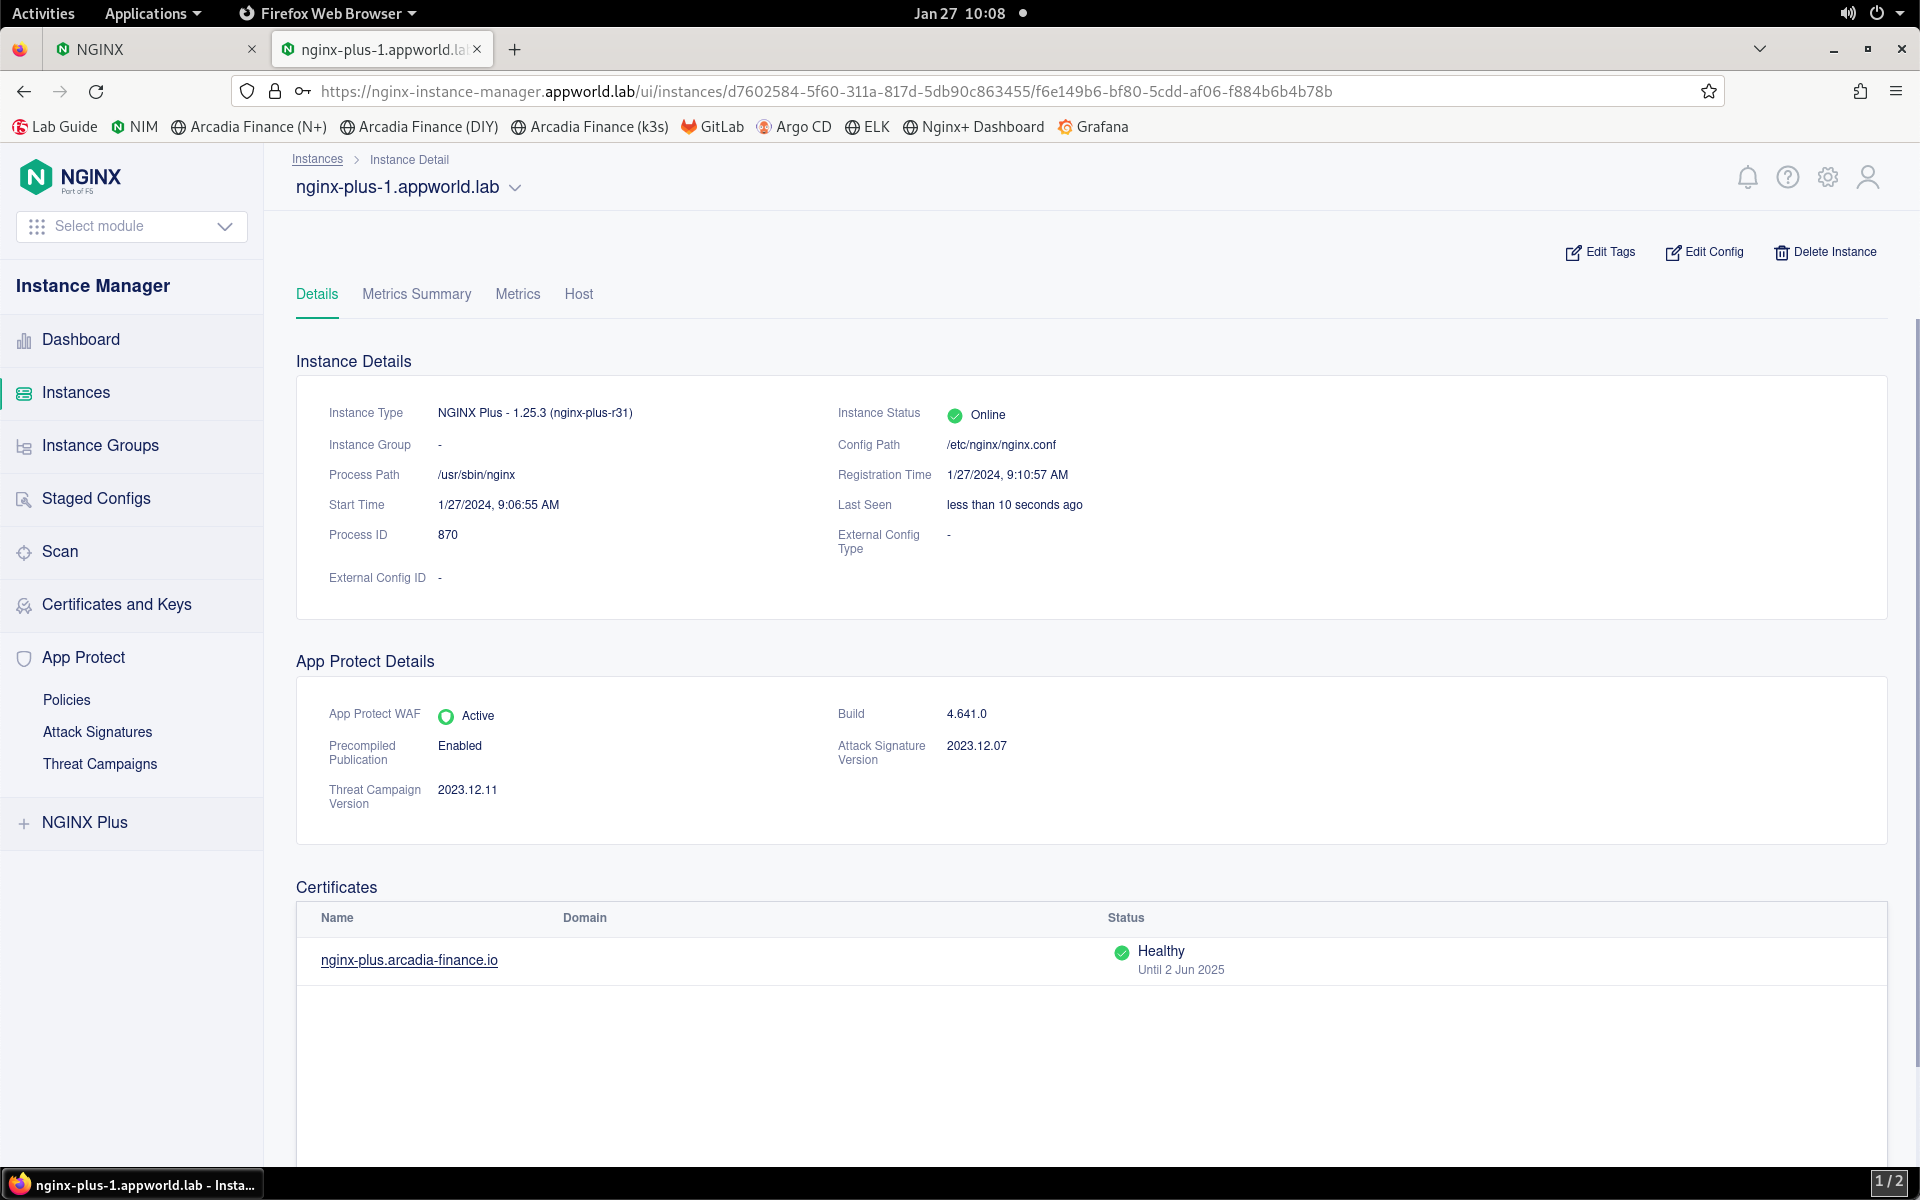 Activities Applications Firefox Web Browser Jan 27 10:08
NGINX nginx-plus-1.appworld.la
https://nginx-instance-manager.appworld.lab/ui/instances/d7602584-5f60-311a-817d-5db90c863455/f6e149b6-bf80-5cdd-af06-f884b6b4b78b
Lab Guide NIM Arcadia Finance (N+) Arcadia Finance (DIY) Arcadia Finance (k3s) GitLab Argo CD ELK Nginx+ Dashboard Grafana
NGINX
Part of F5
Select module
Instance Manager
Dashboard
Instances
Instance Groups
Staged Configs
Scan
Certificates and Keys
App Protect
Policies
Attack Signatures
Threat Campaigns
NGINX Plus
Instances > Instance Detail
nginx-plus-1.appworld.lab
Edit Tags Edit Config Delete Instance
Details Metrics Summary Metrics Host
Instance Details
Instance Type NGINX Plus - 1.25.3 (nginx-plus-r31) Instance Status Online
Instance Group - Config Path /etc/nginx/nginx.conf
Process Path /usr/sbin/nginx Registration Time 1/27/2024, 9:10:57 AM
Start Time 1/27/2024, 9:06:55 AM Last Seen less than 10 seconds ago
Process ID 870 External Config Type -
External Config ID -
App Protect Details
App Protect WAF Active Build 4.641.0
Precompiled Publication Enabled Attack Signature Version 2023.12.07
Threat Campaign Version 2023.12.11
Certificates
Name Domain Status
nginx-plus.arcadia-finance.io Healthy
Until 2 Jun 2025
nginx-plus-1.appworld.lab - Insta... 1 / 2